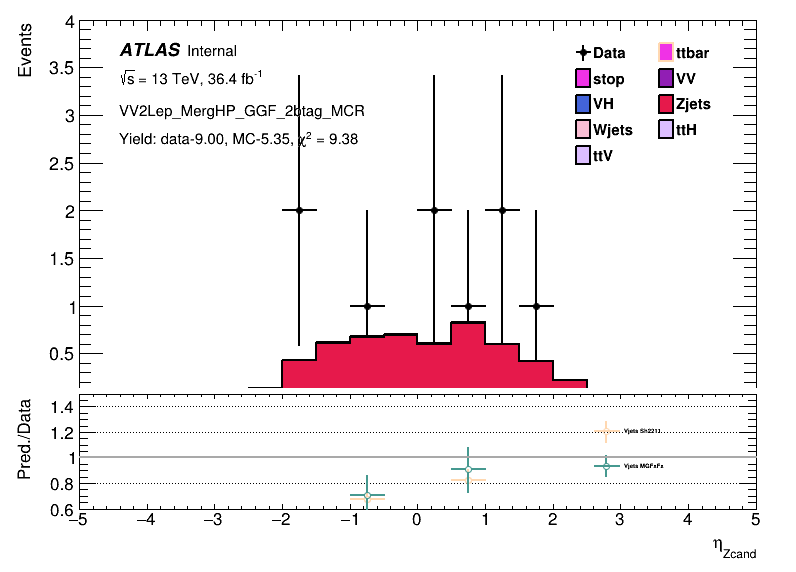 Events
4
3.5
3
2.5
2
1.5
1
0.5
ATLAS Internal
√s = 13 TeV, 36.4 fb⁻¹
VV2Lep_MergHP_GGF_2btag_MCR
Yield: data-9.00, MC-5.35, χ² = 9.38
Data
ttbar
stop
VV
VH
Zjets
Wjets
ttH
ttV
Pred./Data
1.4
1.2
1
0.8
0.6
Vjets Sh2211
Vjets MGFxFx
−5 −4 −3 −2 −1 0 1 2 3 4 5
η_Zcand